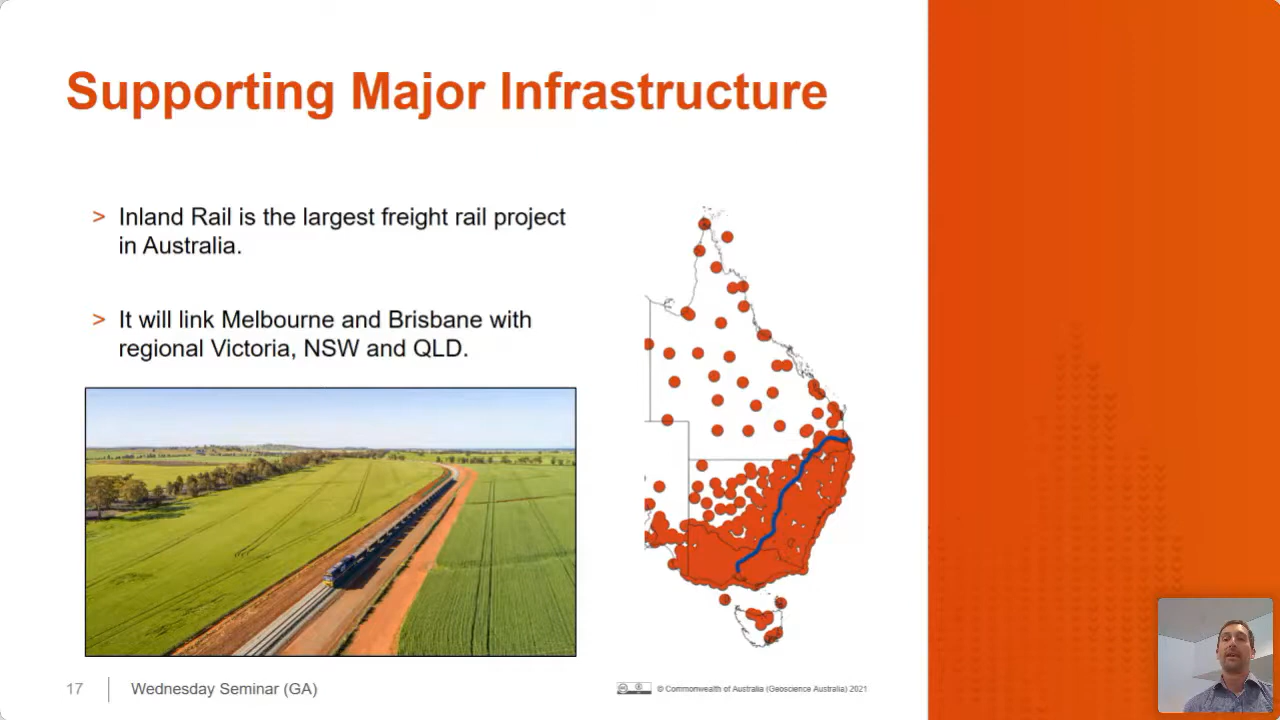 Supporting Major Infrastructure
> Inland Rail is the largest freight rail project
in Australia.
> It will link Melbourne and Brisbane with
regional Victoria, NSW and QLD.
17
Wednesday Seminar (GA)
© Commonwealth of Australia (Geoscience Australia) 2021